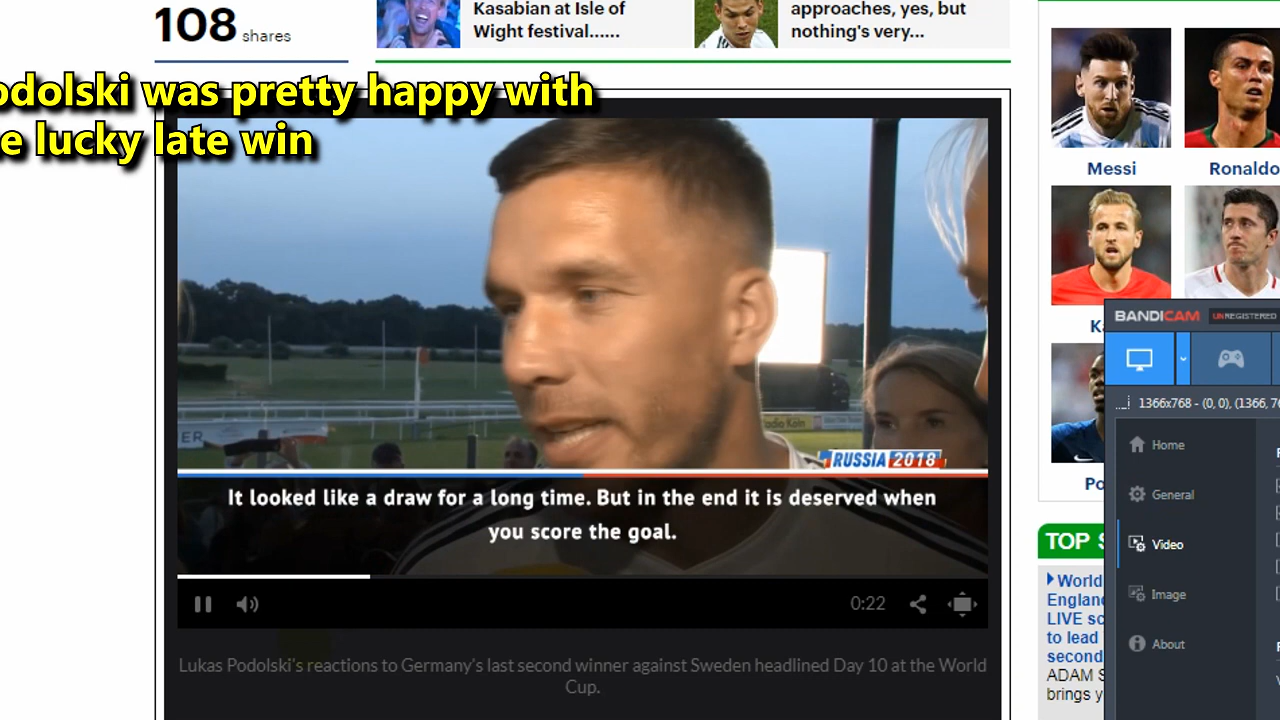 108 shares
Kasabian at Isle of
Wight festival......
approaches, yes, but
nothing's very...
odolski was pretty happy with
e lucky late win
Messi
Ronaldo
BANDICAM UNREGISTERED
1366x768 - (0, 0), (1366, 76
Home
General
Video
Image
About
Radio Köln
RUSSIA 2018
It looked like a draw for a long time. But in the end it is deserved when
you score the goal.
0:22
Lukas Podolski's reactions to Germany's last second winner against Sweden headlined Day 10 at the World
Cup.
Po
TOP S
World
England
LIVE sc
to lead
second
ADAM S
brings y